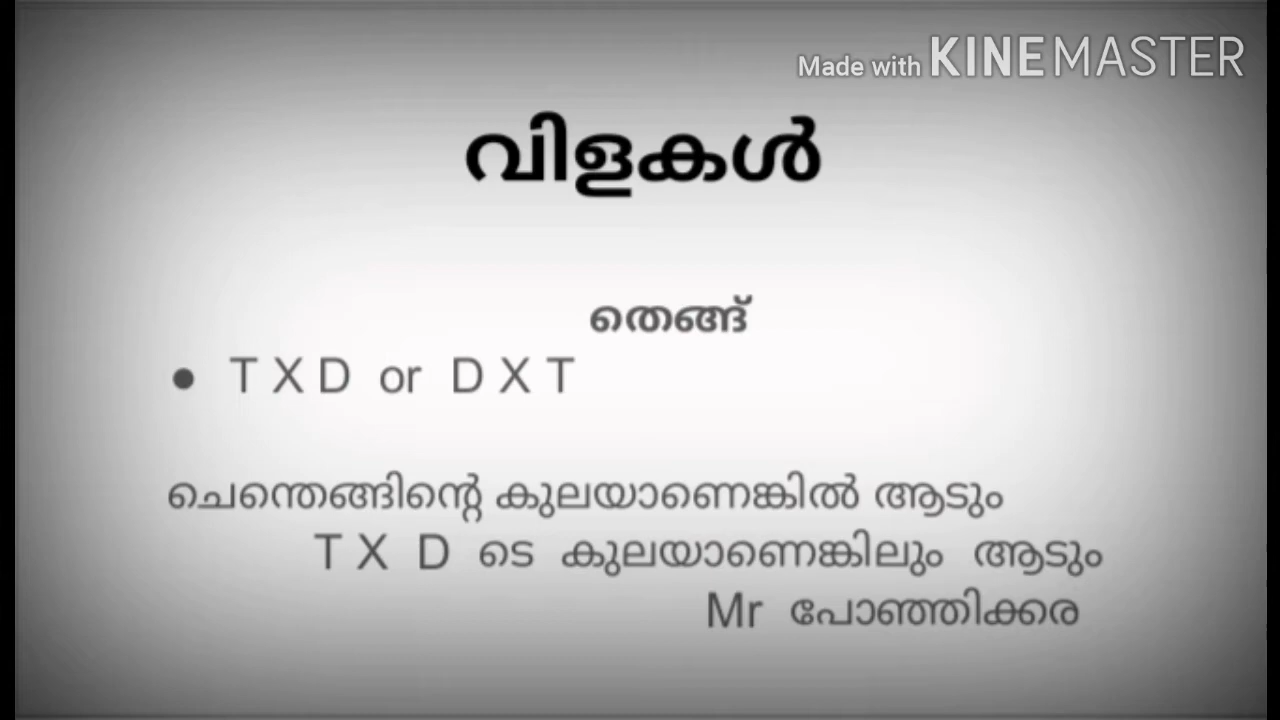 Made with KINEMASTER
വിളകൾ
തെങ്ങ്
● T X D or D X T
ചെന്തെങ്ങിന്റെ കുലയാണെങ്കിൽ ആടും
T X D ടെ കുലയാണെങ്കിലും ആടും
Mr പോഞ്ഞിക്കര